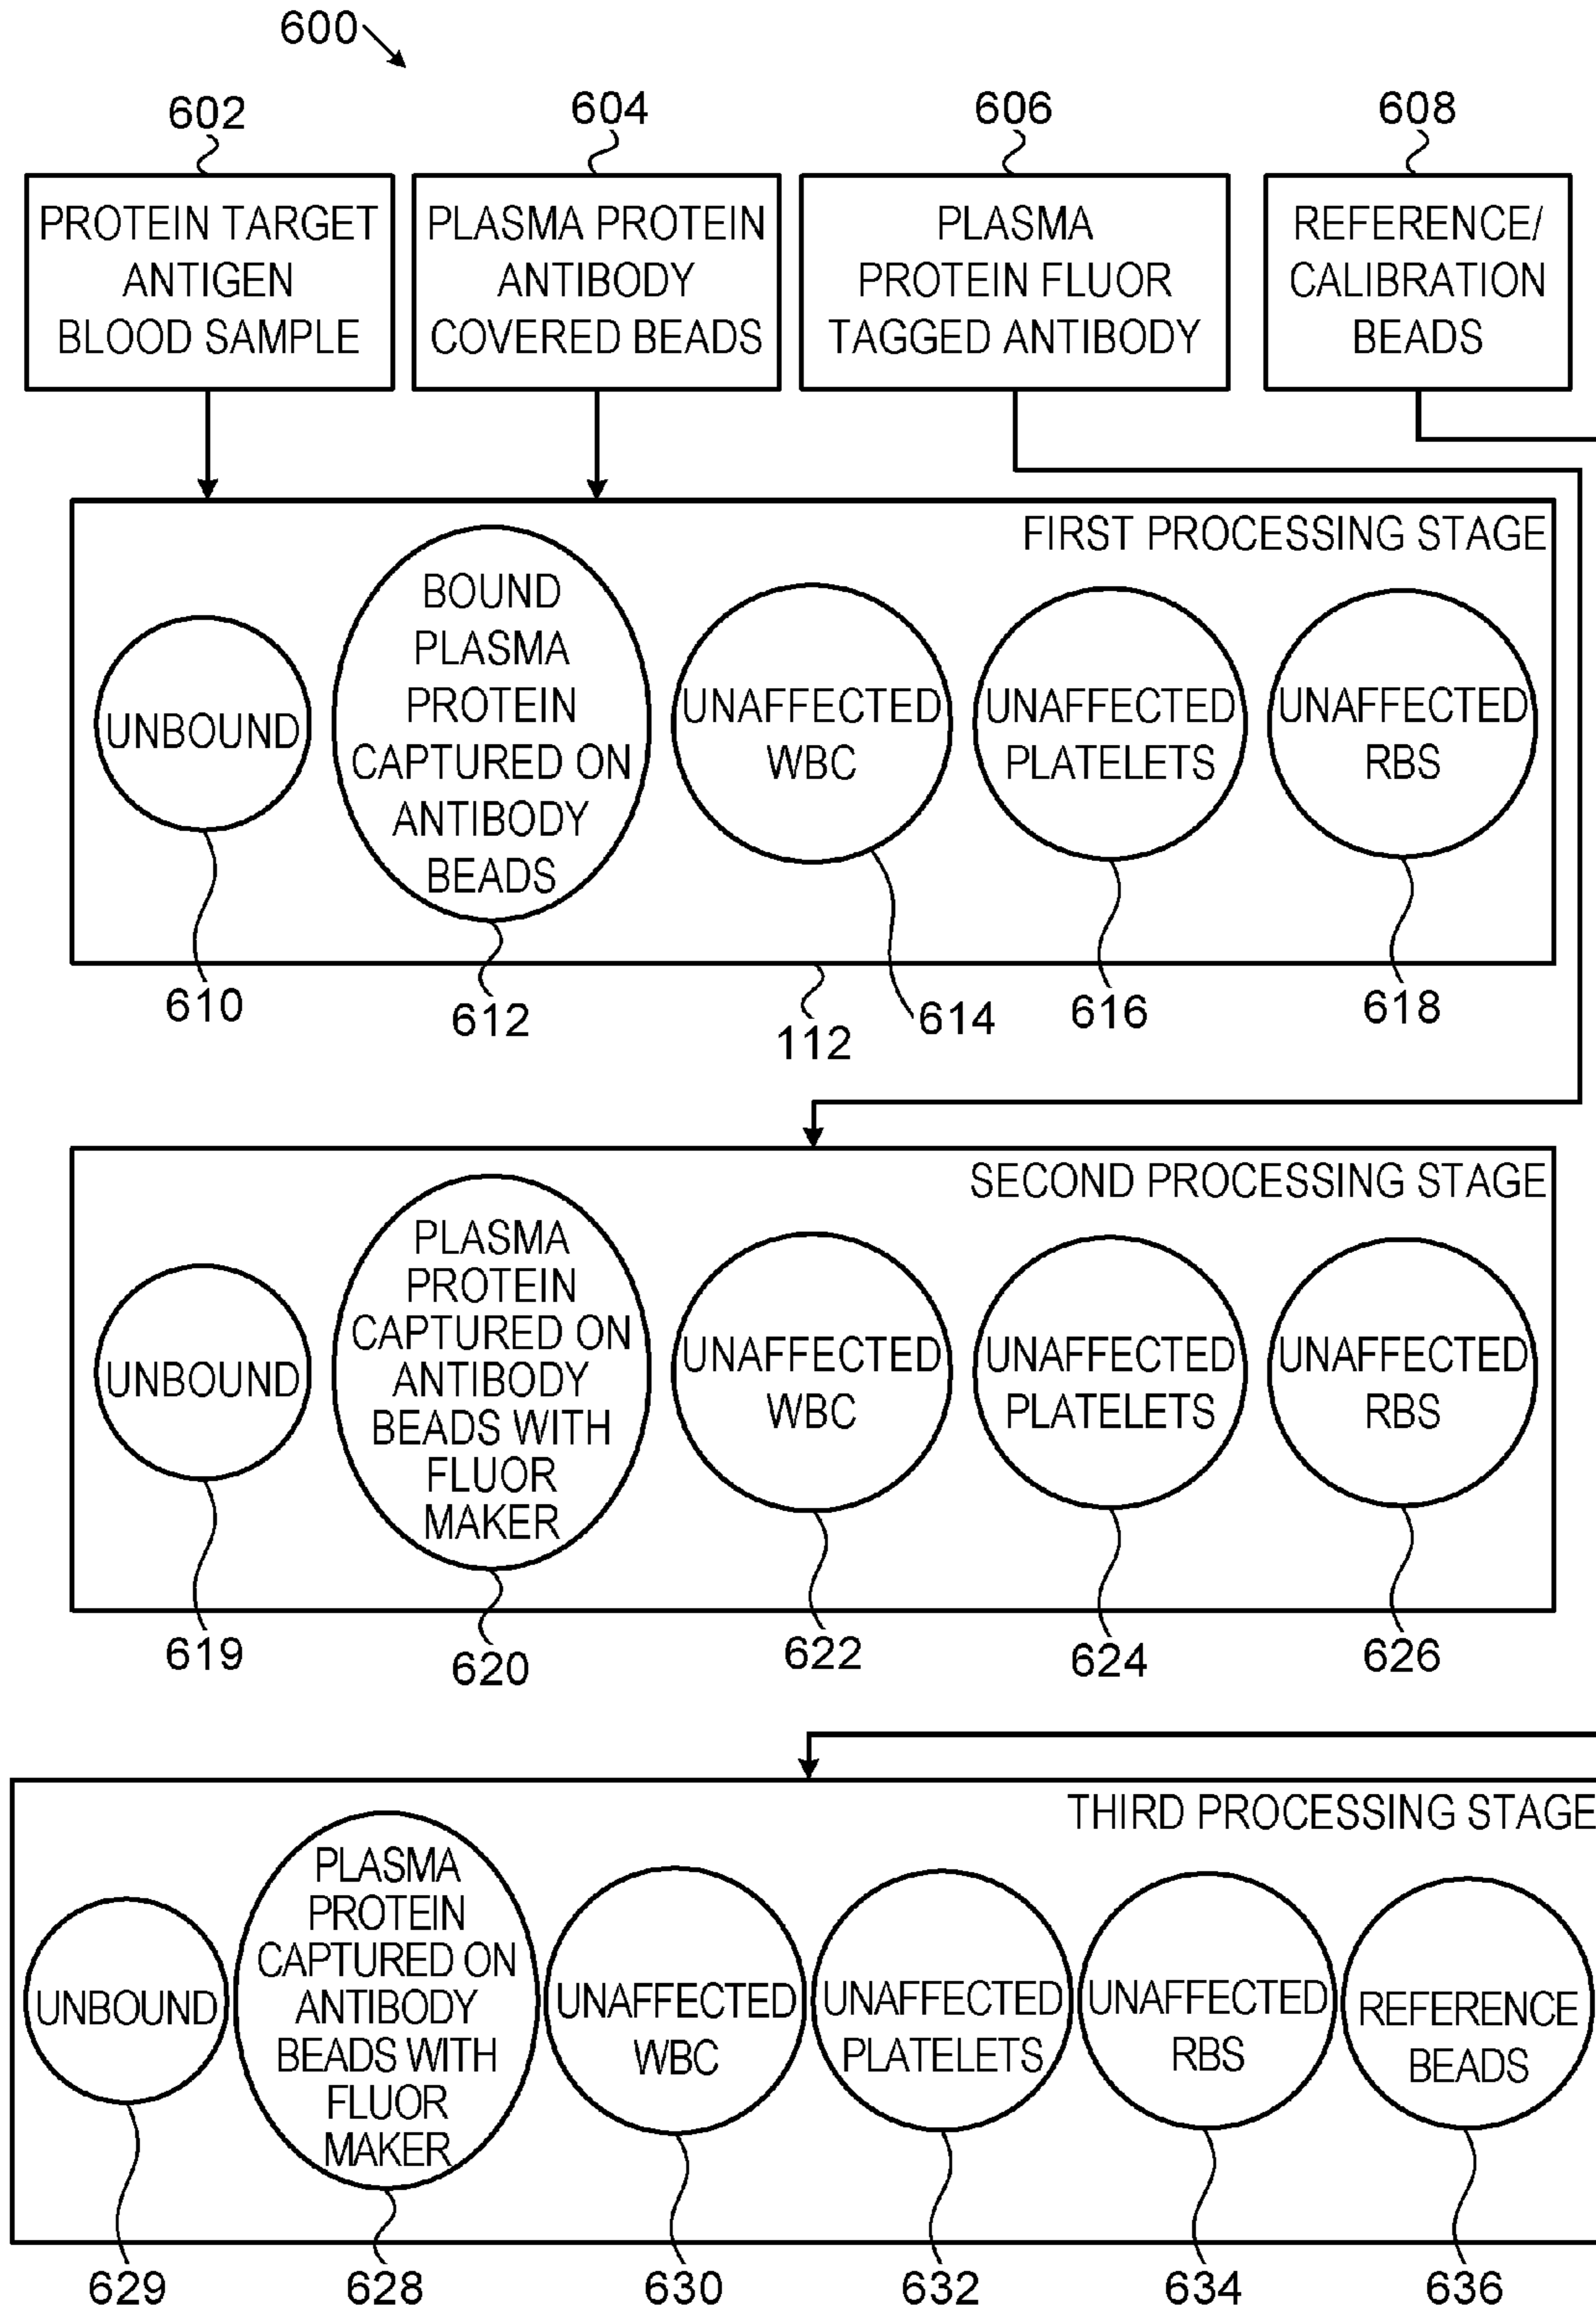 600
602
604
606
608
PROTEIN TARGET
ANTIGEN
BLOOD SAMPLE
PLASMA PROTEIN
ANTIBODY
COVERED BEADS
PLASMA
PROTEIN FLUOR
TAGGED ANTIBODY
REFERENCE/
CALIBRATION
BEADS
FIRST PROCESSING STAGE
UNBOUND
BOUND
PLASMA
PROTEIN
CAPTURED ON
ANTIBODY
BEADS
UNAFFECTED
WBC
UNAFFECTED
PLATELETS
UNAFFECTED
RBS
610
612
112
614
616
618
SECOND PROCESSING STAGE
UNBOUND
PLASMA
PROTEIN
CAPTURED ON
ANTIBODY
BEADS WITH
FLUOR
MAKER
UNAFFECTED
WBC
UNAFFECTED
PLATELETS
UNAFFECTED
RBS
619
620
622
624
626
THIRD PROCESSING STAGE
UNBOUND
PLASMA
PROTEIN
CAPTURED ON
ANTIBODY
BEADS WITH
FLUOR
MAKER
UNAFFECTED
WBC
UNAFFECTED
PLATELETS
UNAFFECTED
RBS
REFERENCE
BEADS
629
628
630
632
634
636